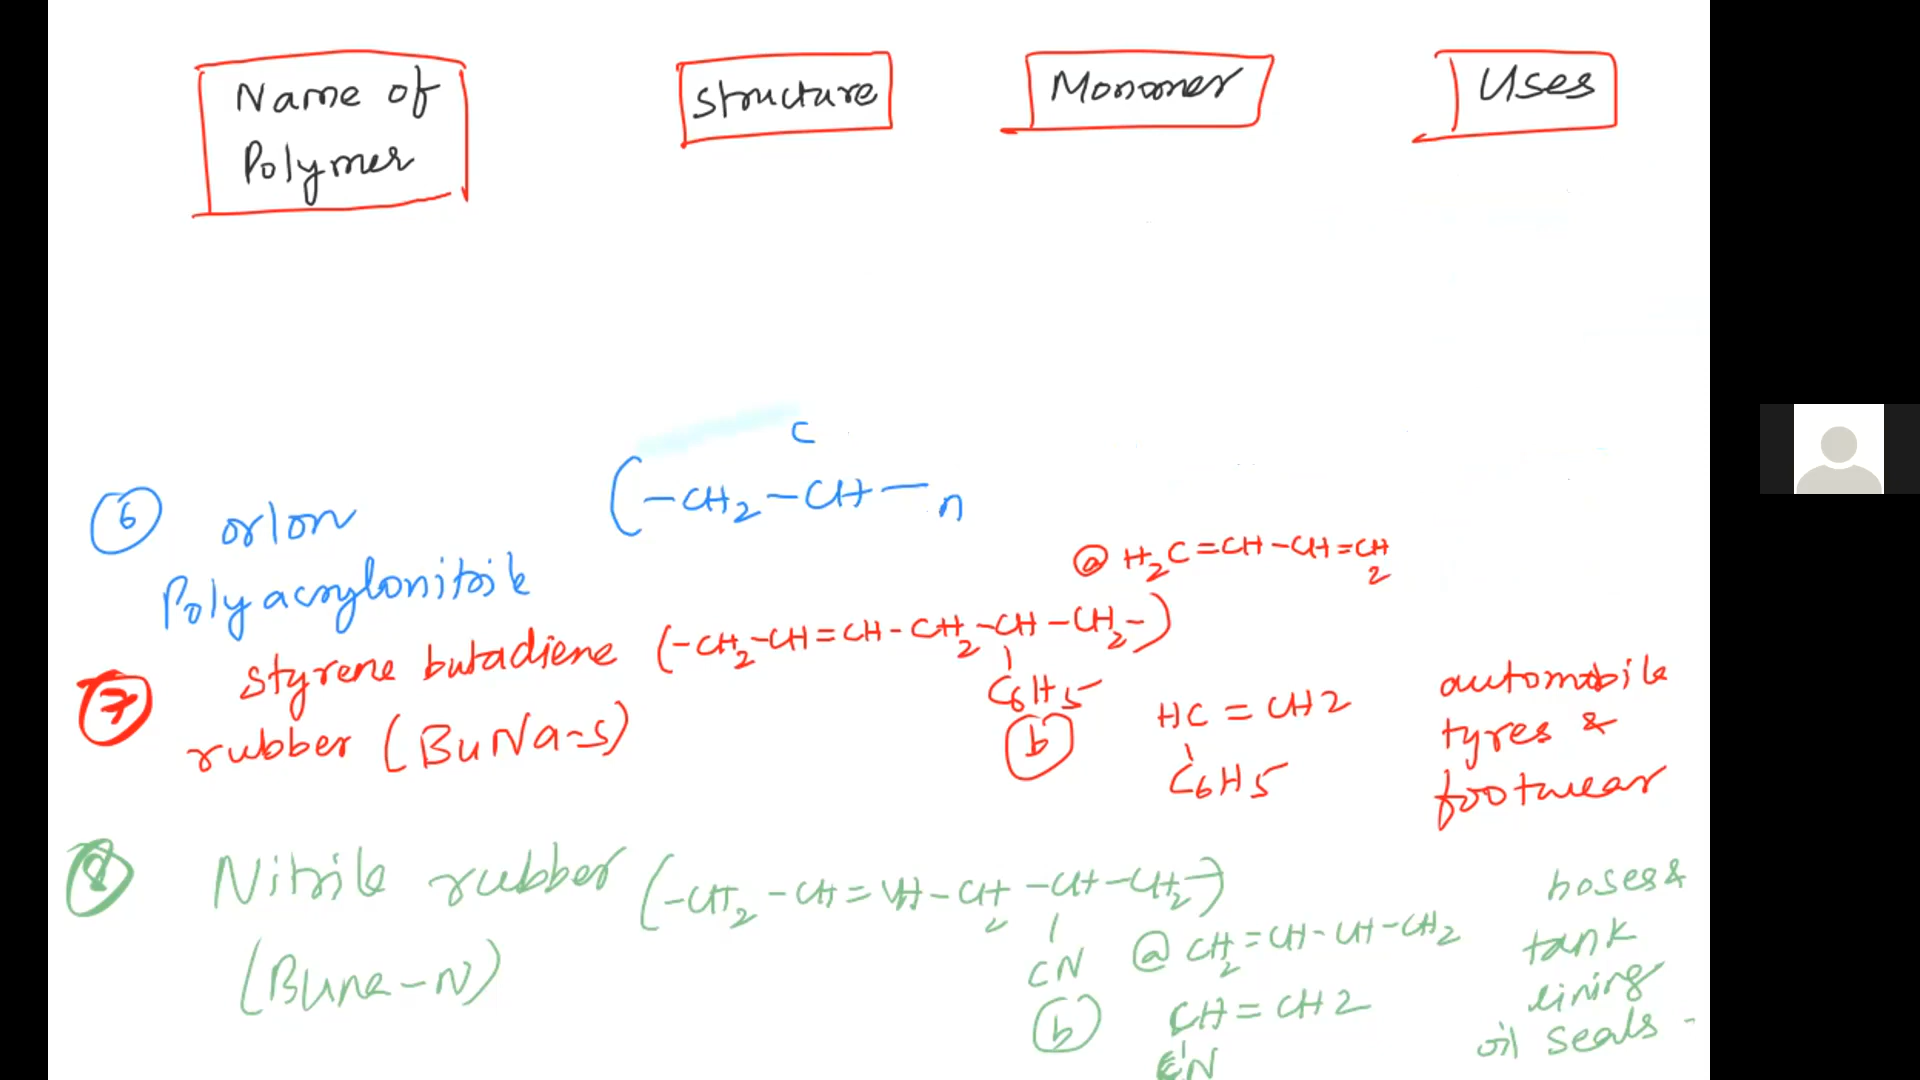 Name of
Polymer
structure
Monomer
Uses
C
(-CH2-CH-n
6
orlon
Polyacrylonitrile
(a) H2C=CH-CH=CH2
7
styrene butadiene
rubber (BuNa-s)
(-CH2-CH=CH-CH2-CH-CH2-)
C6H5
(b) HC=CH2
C6H5
automobile
tyres &
footwear
8
Nitrile rubber
(Buna-N)
(-CH2-CH=CH-CH2-CH-CH2-)
CN
(a) CH2=CH-CH-CH2
(b) CH=CH2
CN
hoses &
tank
lining
oil seals -